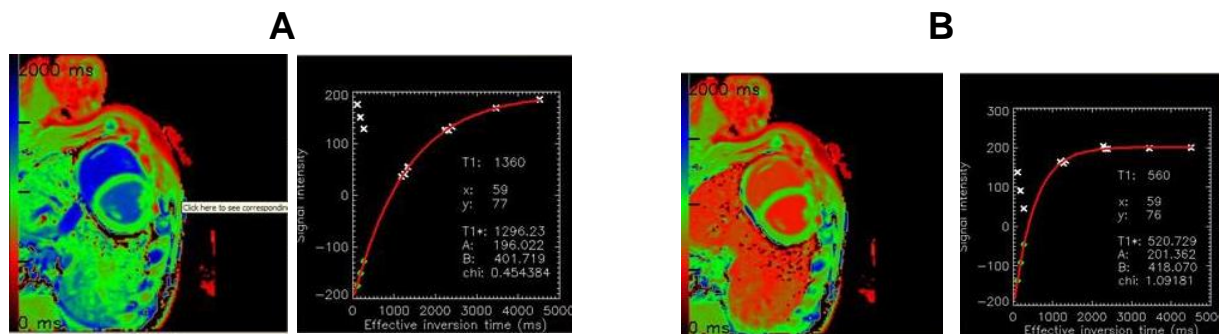 A
B
2000 ms
0 ms
Click here to see corresponding
200
100
0
-100
-200
Signal intensity
0 1000 2000 3000 4000 5000
Effective inversion time (ms)
T1: 1360
x: 59
y: 77
T1*: 1296.23
A: 196.022
B: 401.719
chi: 0.454384
2000 ms
0 ms
300
200
100
0
-100
-200
Signal intensity
0 1000 2000 3000 4000 5000
Effective inversion time (ms)
T1: 560
x: 59
y: 76
T1*: 520.729
A: 201.362
B: 418.070
chi: 1.09181